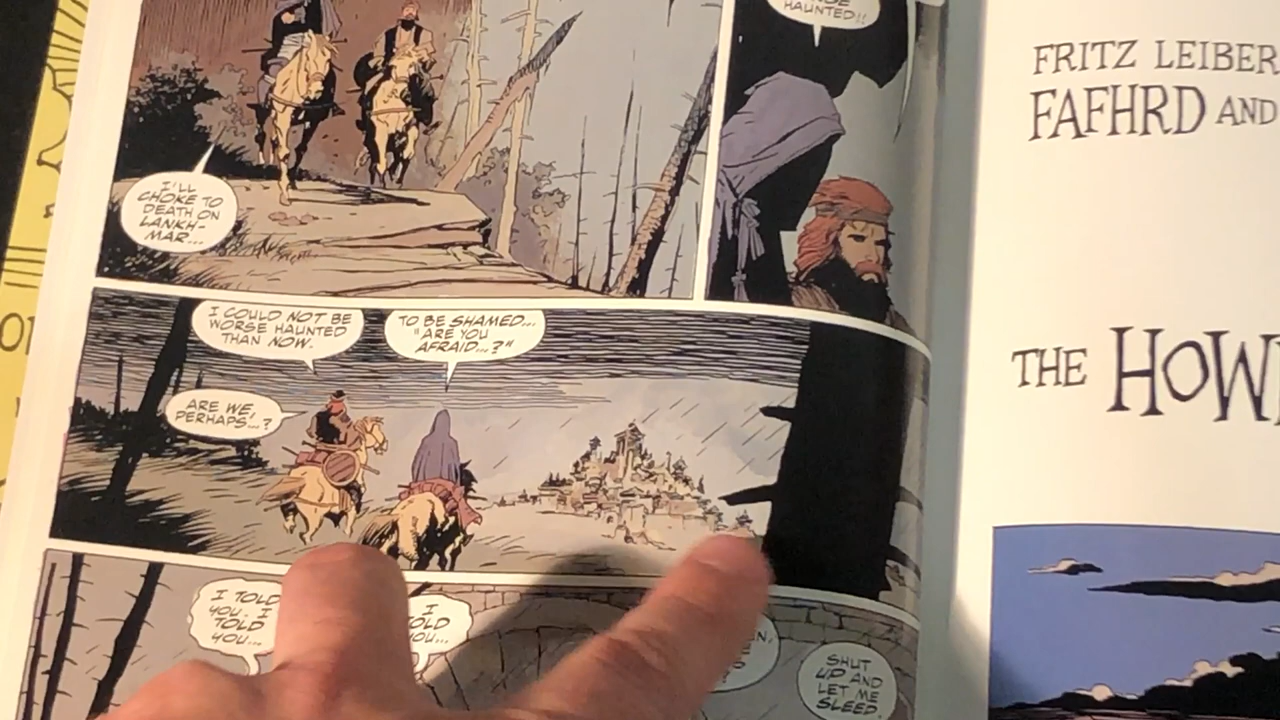 HAUNTED!!
I'LL
CHOKE TO
DEATH ON
LANKH-
MAR...
I COULD NOT BE
WORSE HAUNTED
THAN NOW.
TO BE SHAMED...
"ARE YOU
AFRAID...?"
ARE WE,
PERHAPS...?
I TOLD
YOU. I
TOLD
YOU...
I
TOLD
YOU...
SHUT
UP AND
LET ME
SLEEP.
FRITZ LEIBER
FAFHRD AND
THE